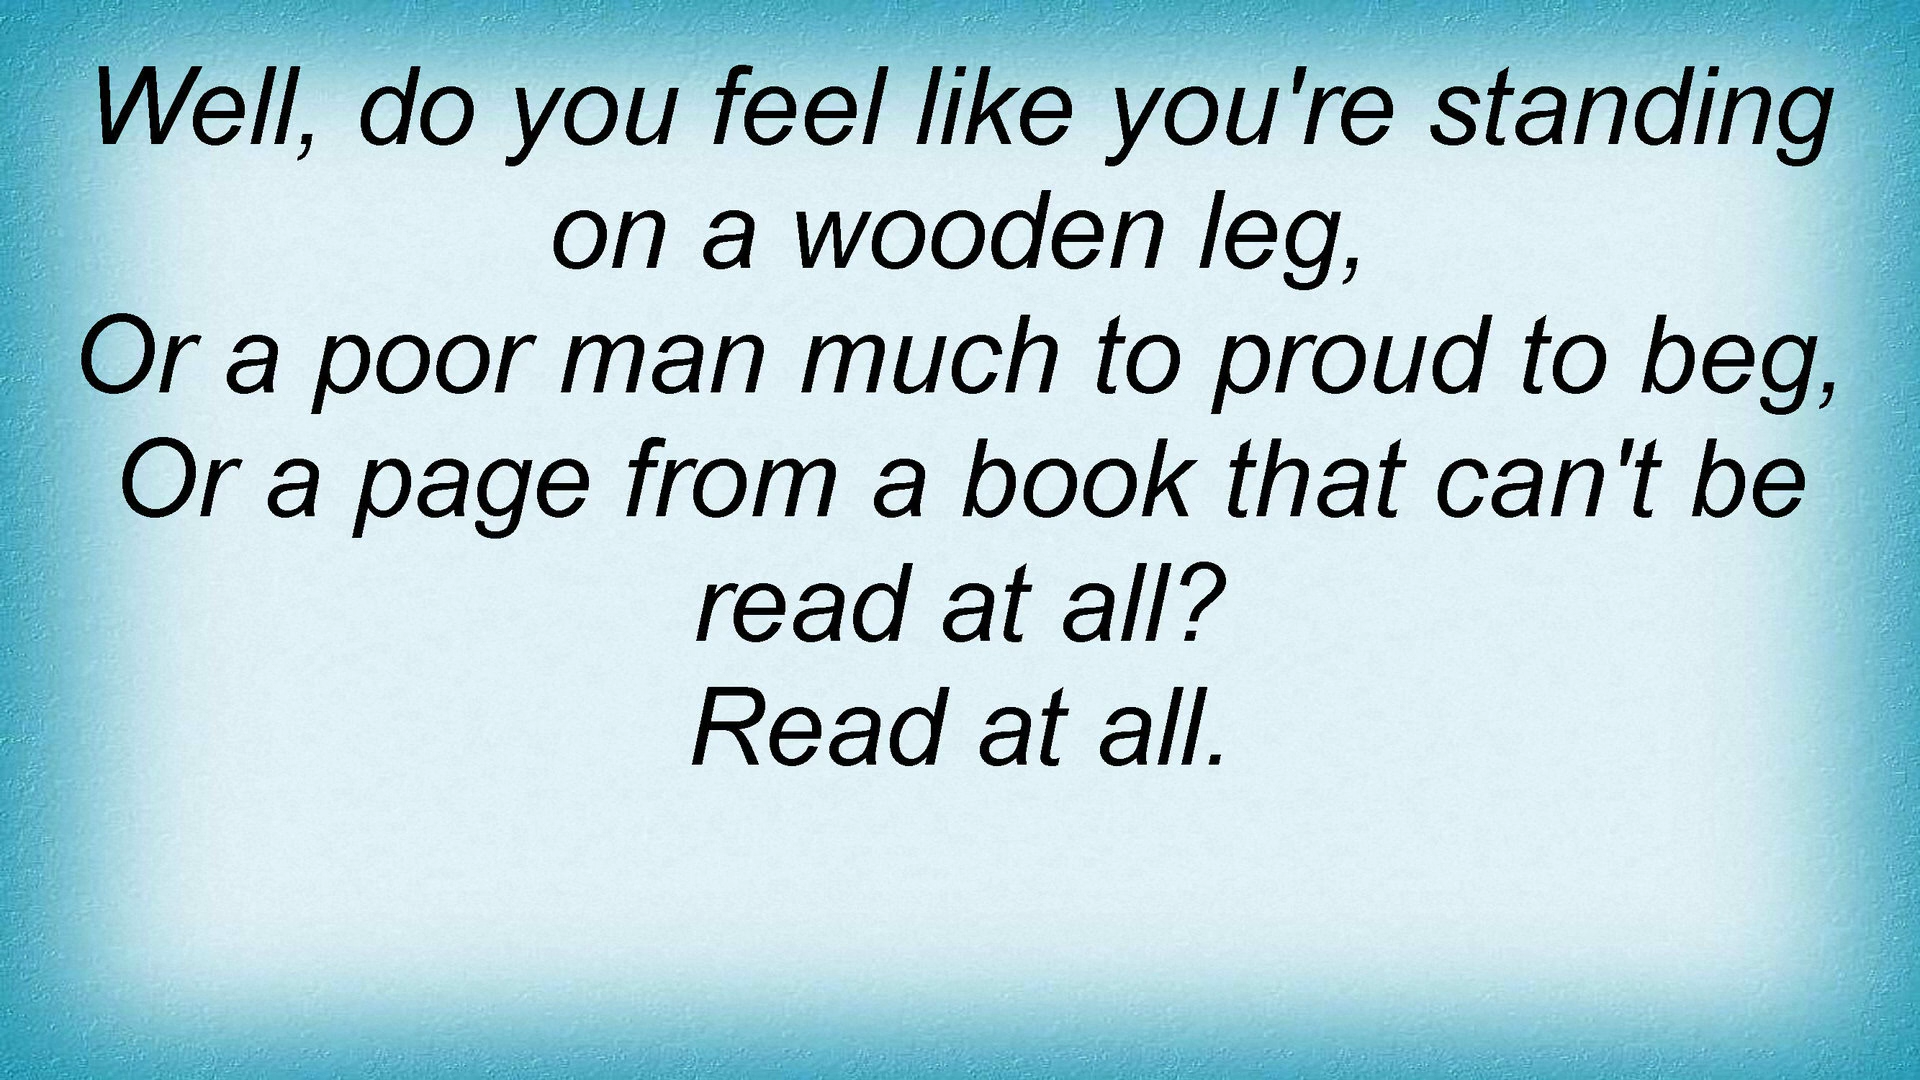 Well, do you feel like you're standing
on a wooden leg,
Or a poor man much to proud to beg,
Or a page from a book that can't be
read at all?
Read at all.